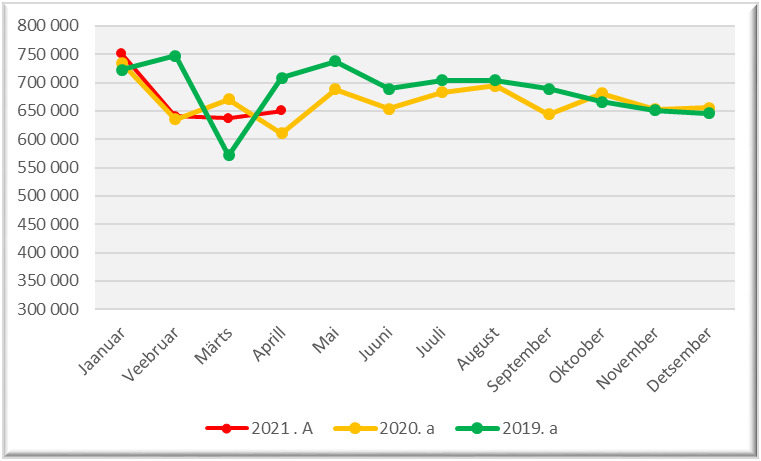 800 000
750 000
700 000
650 000
600 000
550 000
500 000
450 000
400 000
350 000
300 000
Jaanuar
Veebruar
Märts
Aprill
Mai
Juuni
Juuli
August
September
Oktoober
November
Detsember
2021 . A 2020. a 2019. a